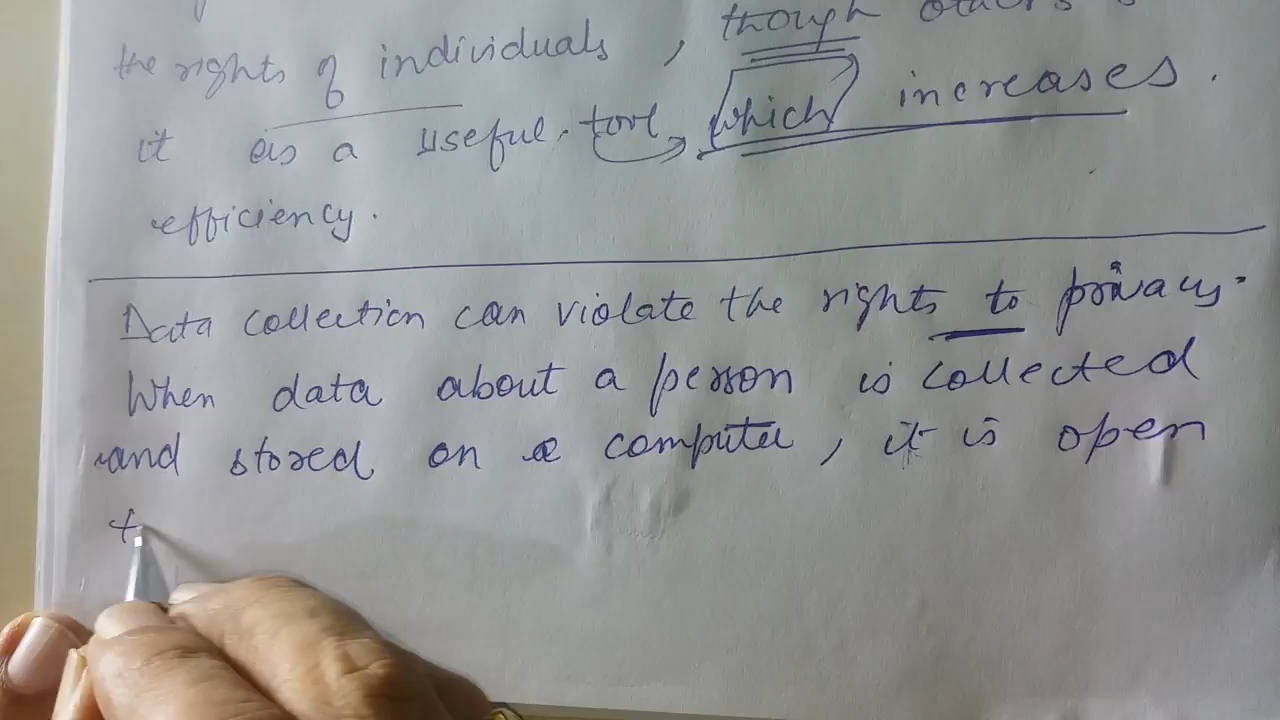 though others
the rights of individuals,
it as a useful tool which increases.
efficiency.
Data collection can violate the rights to privacy.
When data about a person is collected
and stored on a computer, it is open
t